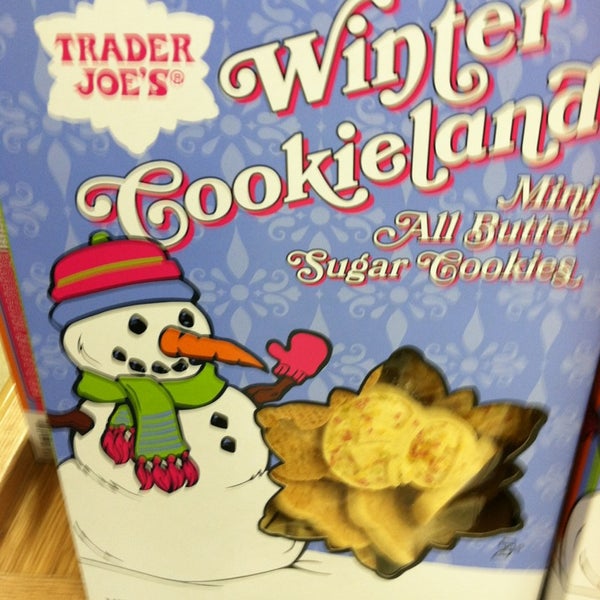 TRADER
JOE'S®
Winter
Cookieland
Mini
All Butter
Sugar Cookies